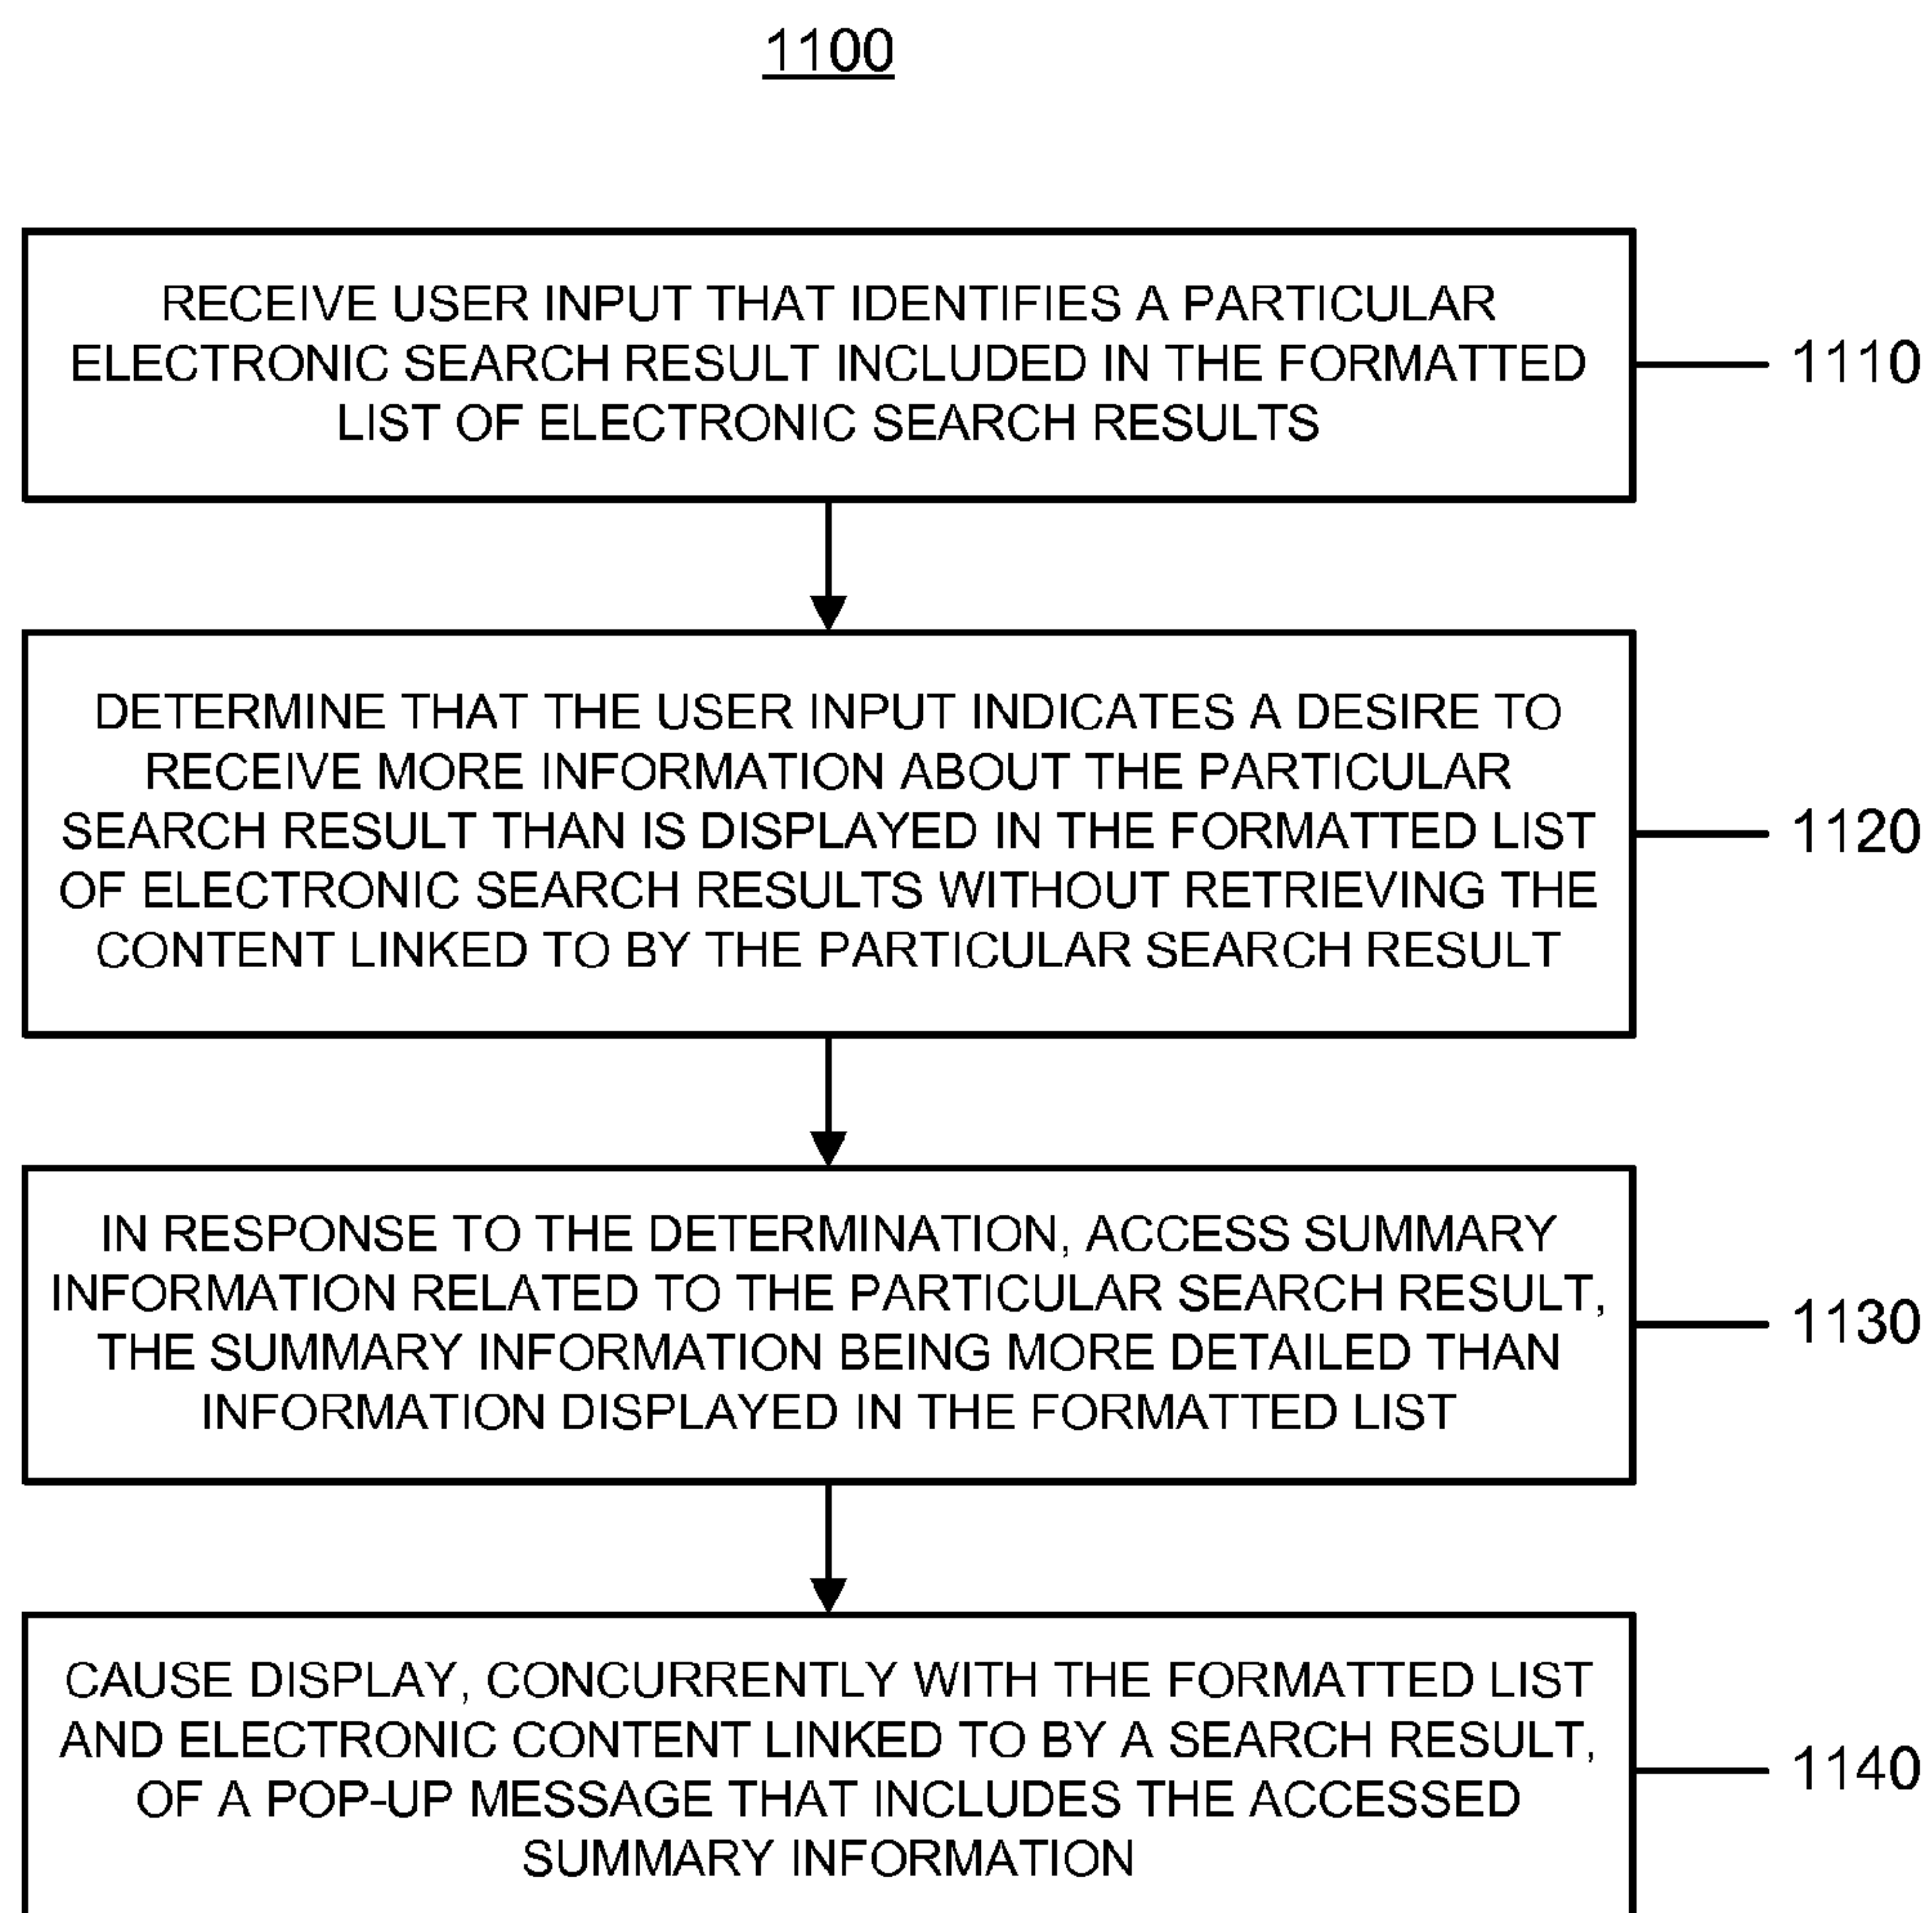 1100
RECEIVE USER INPUT THAT IDENTIFIES A PARTICULAR
ELECTRONIC SEARCH RESULT INCLUDED IN THE FORMATTED
LIST OF ELECTRONIC SEARCH RESULTS
1110
DETERMINE THAT THE USER INPUT INDICATES A DESIRE TO
RECEIVE MORE INFORMATION ABOUT THE PARTICULAR
SEARCH RESULT THAN IS DISPLAYED IN THE FORMATTED LIST
OF ELECTRONIC SEARCH RESULTS WITHOUT RETRIEVING THE
CONTENT LINKED TO BY THE PARTICULAR SEARCH RESULT
1120
IN RESPONSE TO THE DETERMINATION, ACCESS SUMMARY
INFORMATION RELATED TO THE PARTICULAR SEARCH RESULT,
THE SUMMARY INFORMATION BEING MORE DETAILED THAN
INFORMATION DISPLAYED IN THE FORMATTED LIST
1130
CAUSE DISPLAY, CONCURRENTLY WITH THE FORMATTED LIST
AND ELECTRONIC CONTENT LINKED TO BY A SEARCH RESULT,
OF A POP-UP MESSAGE THAT INCLUDES THE ACCESSED
SUMMARY INFORMATION
1140